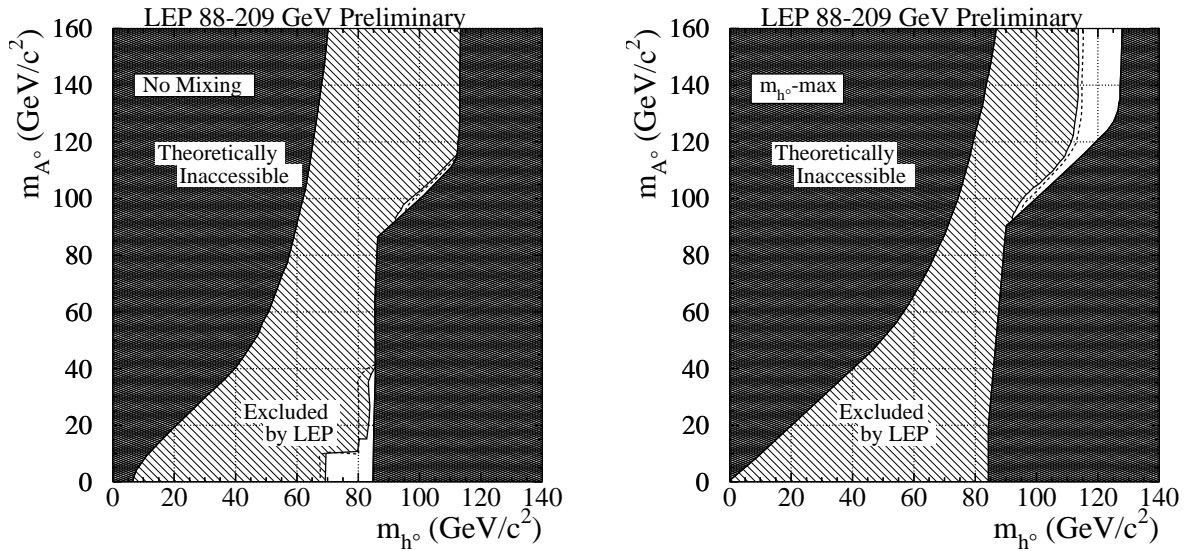 LEP 88-209 GeV Preliminary
m_A° (GeV/c²)
160
140
120
100
80
60
40
20
0
No Mixing
Theoretically
Inaccessible
Excluded
by LEP
0 20 40 60 80 100 120 140
m_h° (GeV/c²)
LEP 88-209 GeV Preliminary
m_A° (GeV/c²)
160
140
120
100
80
60
40
20
0
m_h°-max
Theoretically
Inaccessible
Excluded
by LEP
0 20 40 60 80 100 120 140
m_h° (GeV/c²)